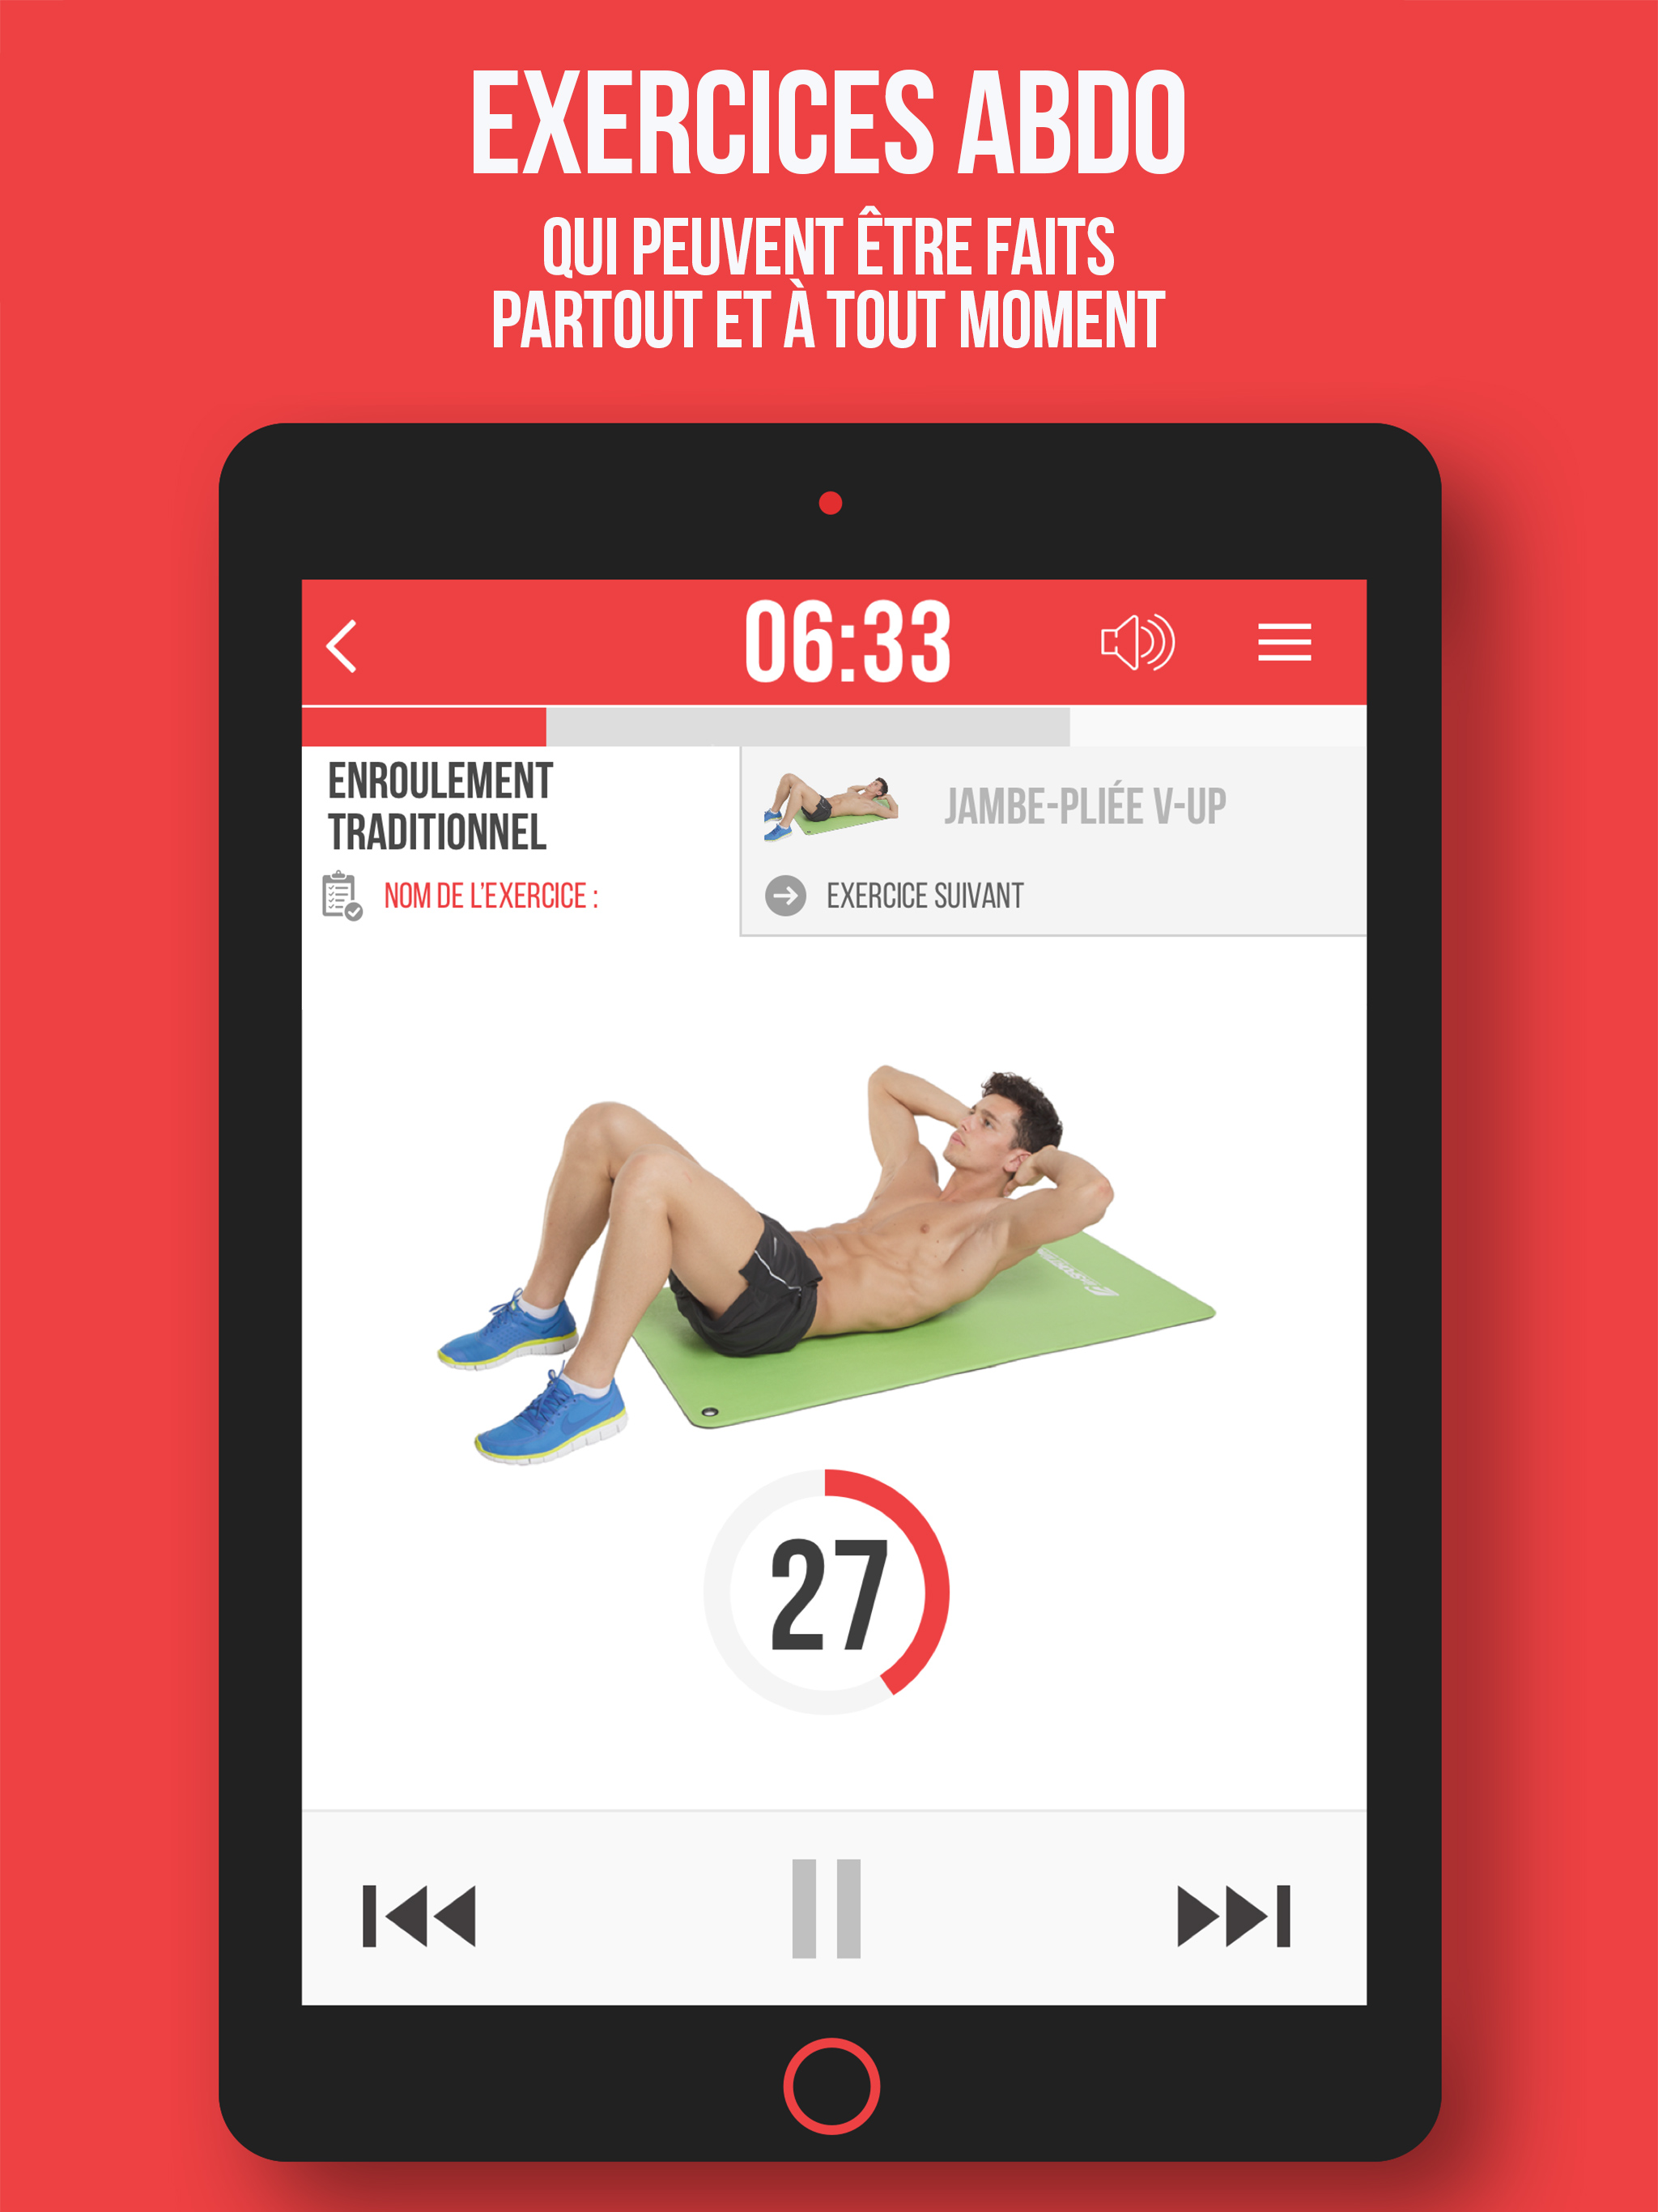 EXERCICES ABDO
QUI PEUVENT ÊTRE FAITS
PARTOUT ET À TOUT MOMENT
06:33
ENROULEMENT
TRADITIONNEL
NOM DE L'EXERCICE :
JAMBE-PLIÉE V-UP
EXERCICE SUIVANT
27